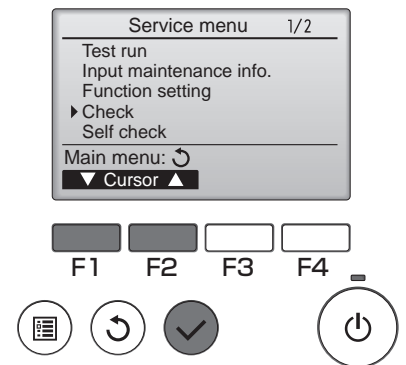 Service menu 1/2
Test run
Input maintenance info.
Function setting
Check
Self check
Main menu:
▼ Cursor ▲
F1 F2 F3 F4